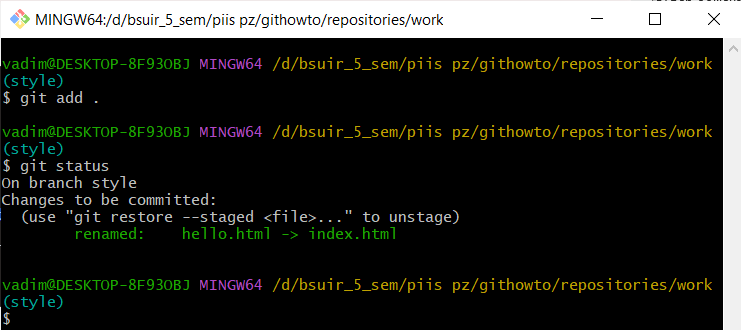 MINGW64:/d/bsuir_5_sem/piis pz/githowto/repositories/work
vadim@DESKTOP-8F93OBJ MINGW64 /d/bsuir_5_sem/piis pz/githowto/repositories/work
(style)
$ git add .
vadim@DESKTOP-8F93OBJ MINGW64 /d/bsuir_5_sem/piis pz/githowto/repositories/work
(style)
$ git status
On branch style
Changes to be committed:
  (use "git restore --staged <file>..." to unstage)
        renamed:    hello.html -> index.html
vadim@DESKTOP-8F93OBJ MINGW64 /d/bsuir_5_sem/piis pz/githowto/repositories/work
(style)
$